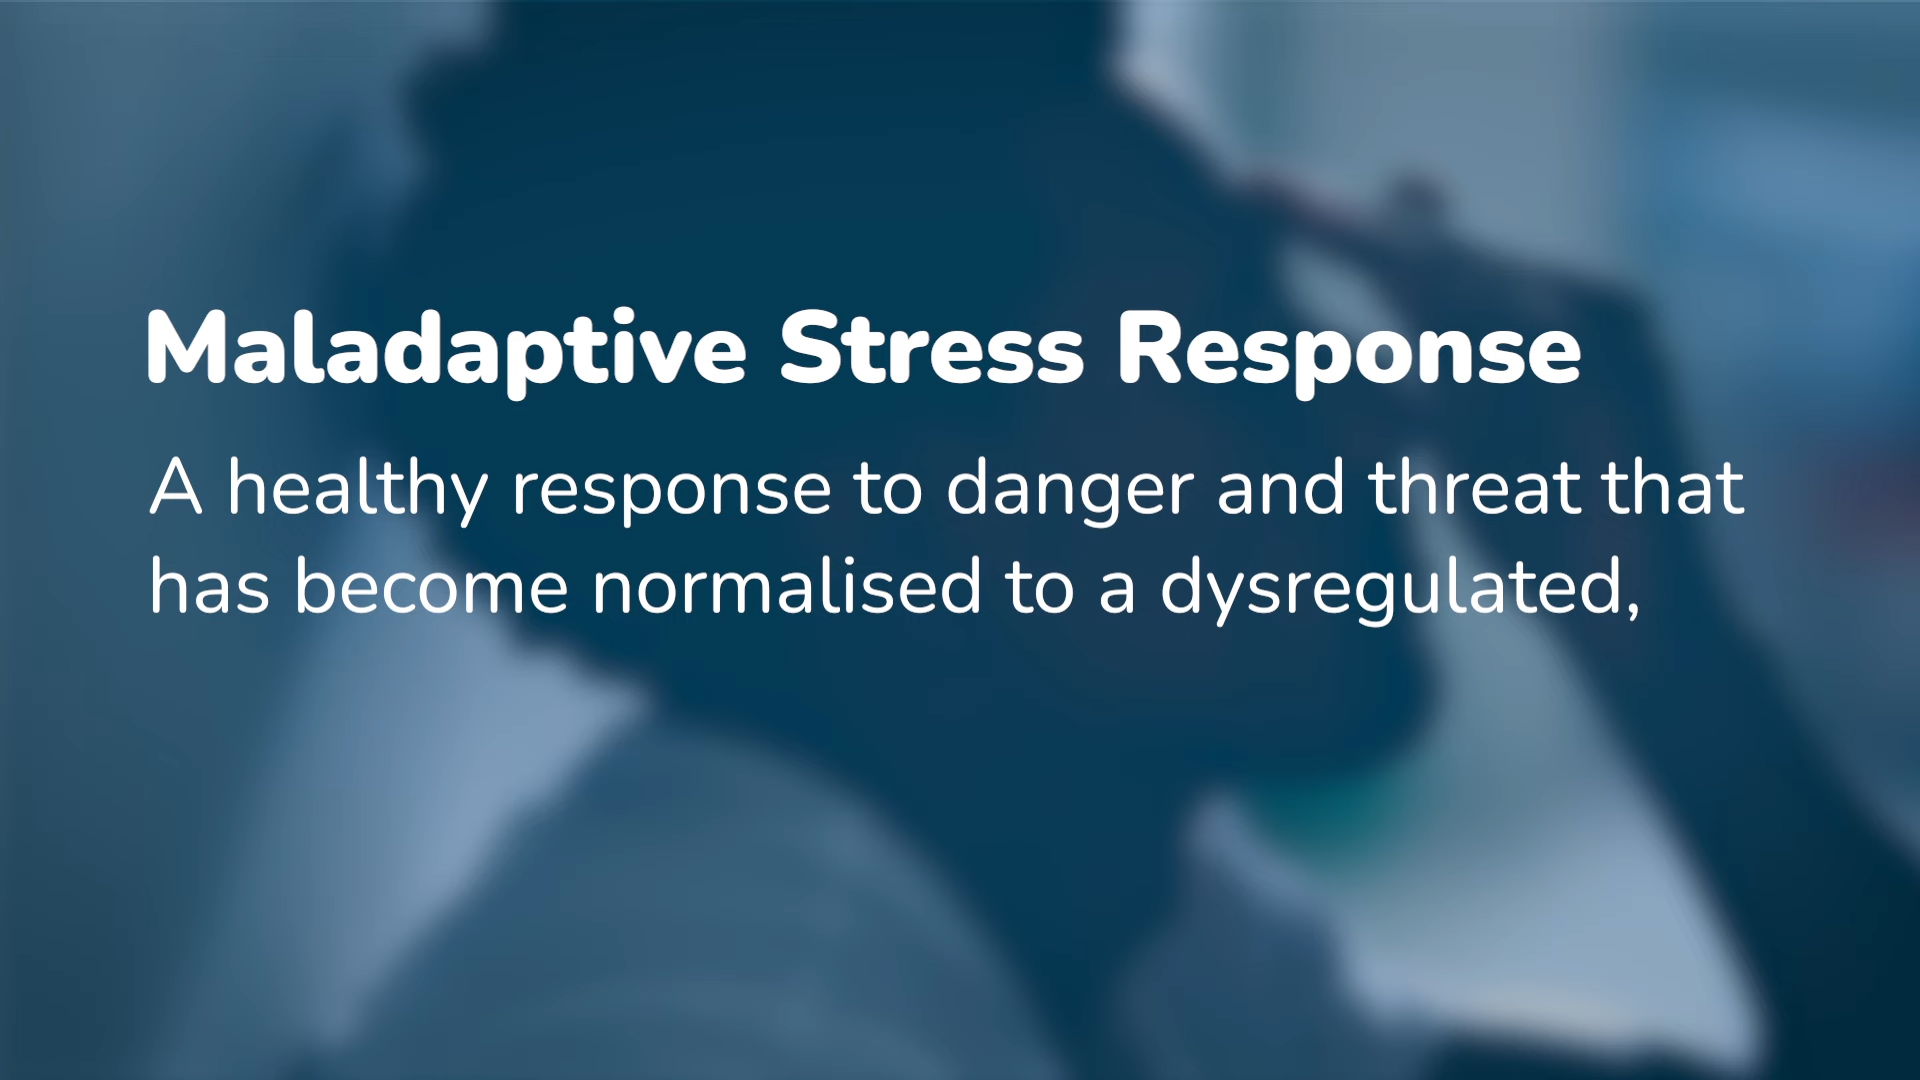 Maladaptive Stress Response
A healthy response to danger and threat that
has become normalised to a dysregulated,